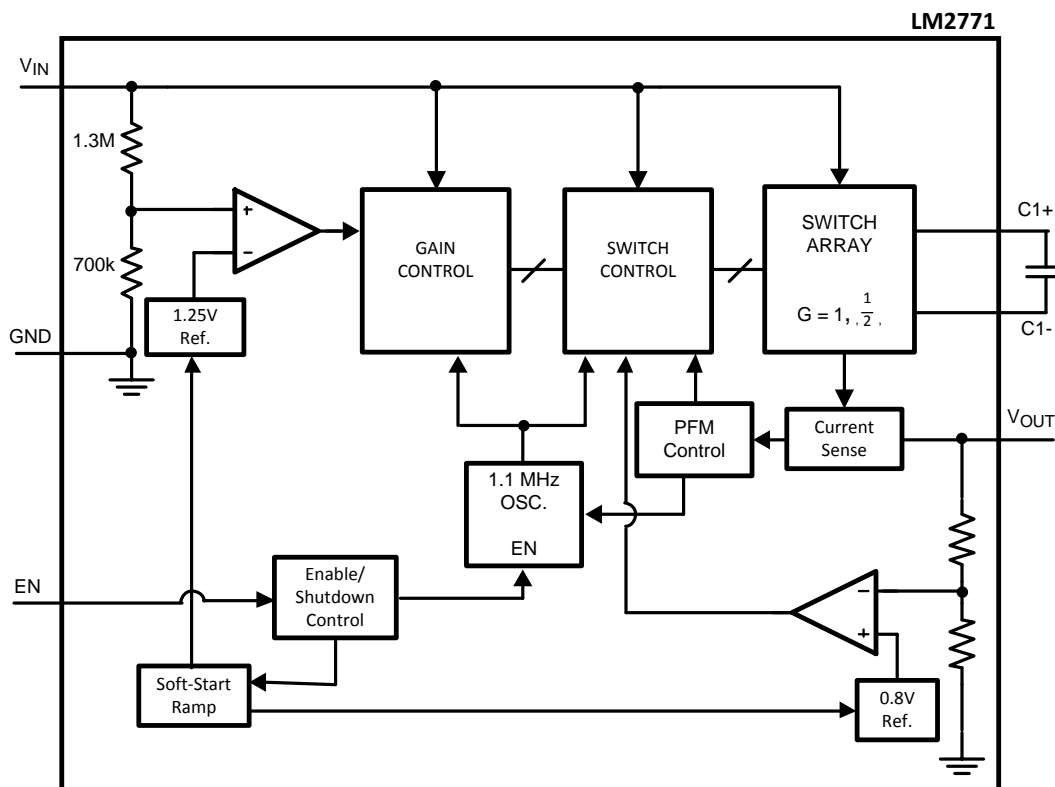 LM2771
VIN
1.3M
SWITCH
ARRAY
C1+
+
GAIN
CONTROL
SWITCH
CONTROL
−
700k
1.25V
Ref.
G = 1, , 1/2 ,
GND
C1-
PFM
Control
Current
Sense
VOUT
1.1 MHz
OSC.
EN
EN
Enable/
Shutdown
Control
−
+
Soft-Start
Ramp
0.8V
Ref.